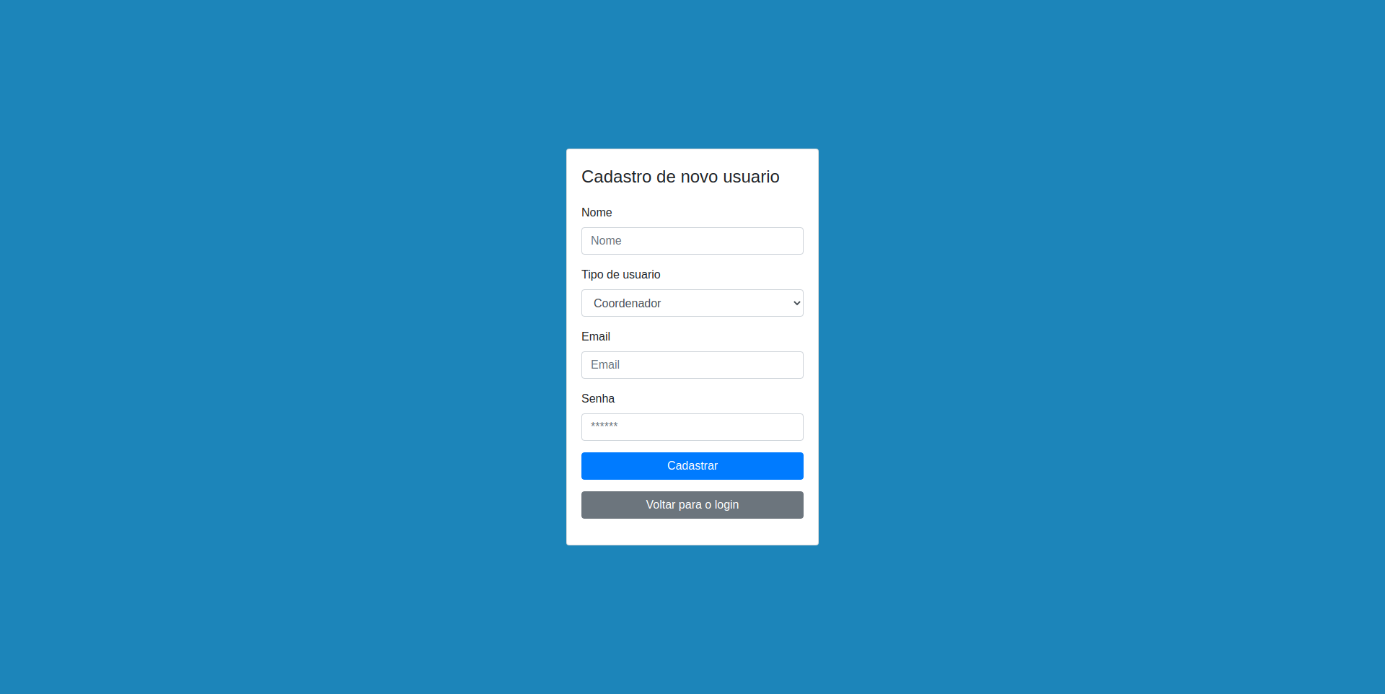 Cadastro de novo usuario
Nome
Nome
Tipo de usuario
Coordenador
Email
Email
Senha
******
Cadastrar
Voltar para o login